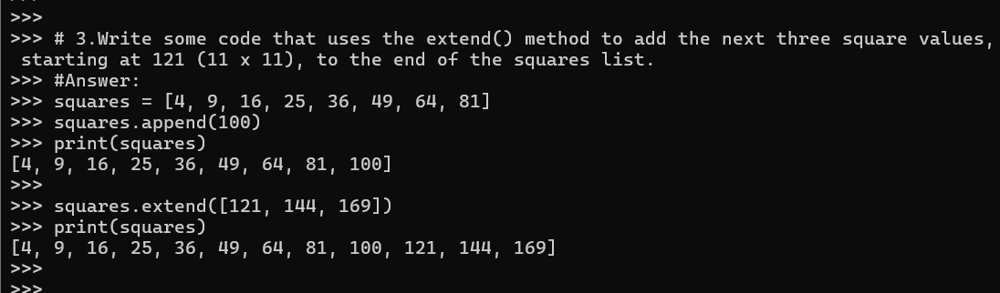 >>>
>>> # 3.Write some code that uses the extend() method to add the next three square values,
 starting at 121 (11 x 11), to the end of the squares list.
>>> #Answer:
>>> squares = [4, 9, 16, 25, 36, 49, 64, 81]
>>> squares.append(100)
>>> print(squares)
[4, 9, 16, 25, 36, 49, 64, 81, 100]
>>>
>>> squares.extend([121, 144, 169])
>>> print(squares)
[4, 9, 16, 25, 36, 49, 64, 81, 100, 121, 144, 169]
>>>
>>>